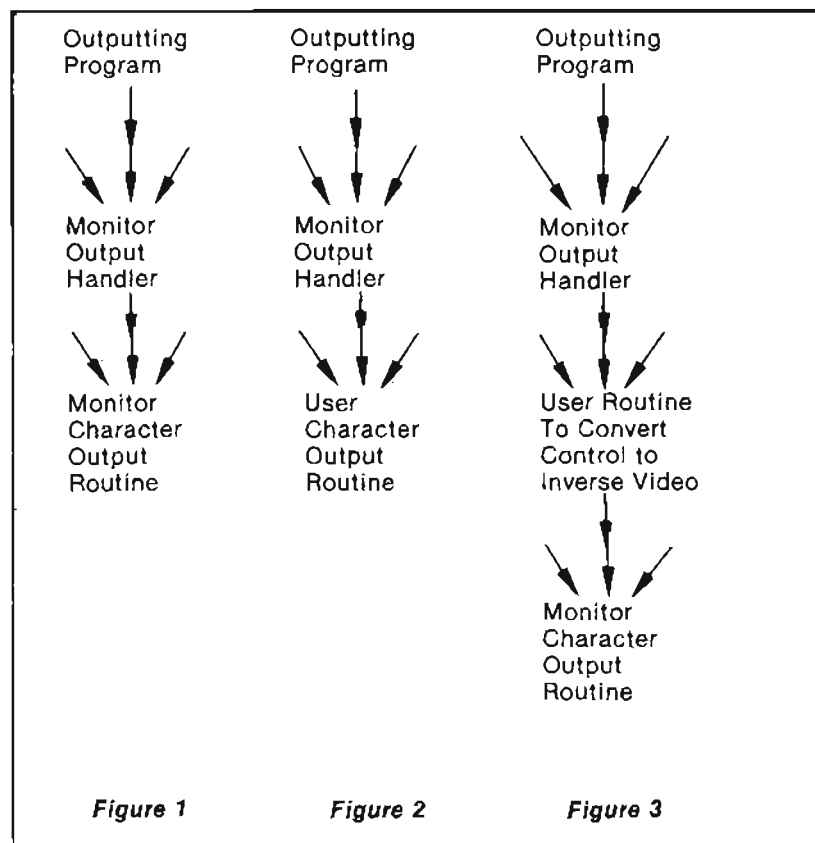 Outputting
Program
Monitor
Output
Handler
Monitor
Character
Output
Routine
Figure 1
Outputting
Program
Monitor
Output
Handler
User
Character
Output
Routine
Figure 2
Outputting
Program
Monitor
Output
Handler
User Routine
To Convert
Control to
Inverse Video
Monitor
Character
Output
Routine
Figure 3